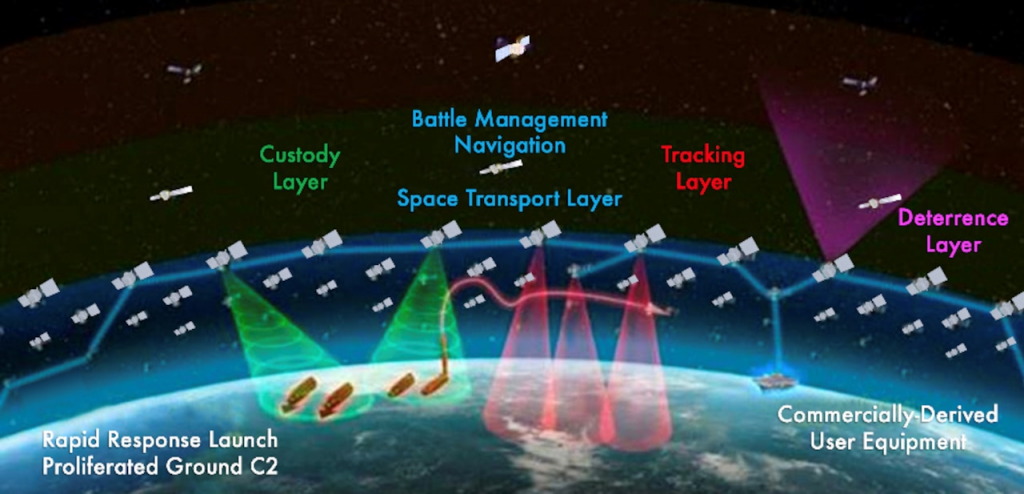 Battle Management
Navigation
Custody
Layer
Tracking
Layer
Space Transport Layer
Deterrence
Layer
Rapid Response Launch
Proliferated Ground C2
Commercially-Derived
User Equipment